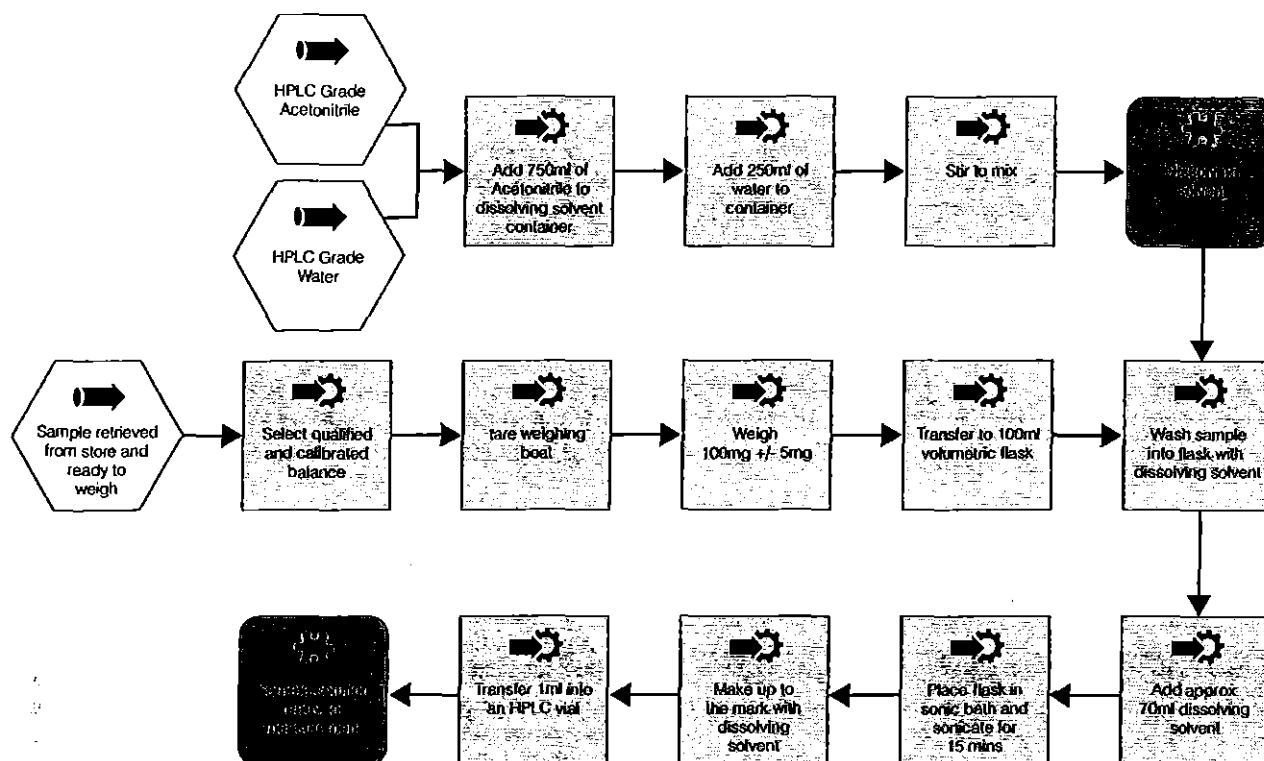 HPLC Grade
Acetonitrile
HPLC Grade
Water
Add 750ml of
Acetonitrile to
dissolving solvent
container
Add 250ml of
water to
container
Stir to mix
solvent
Sample retrieved
from store and
ready to
weigh
Select qualified
and calibrated
balance
tare weighing
boat
Weigh
100mg +/- 5mg
Transfer to 100ml
volumetric flask
Wash sample
into flask with
dissolving solvent
Transfer 1ml into
an HPLC vial
Make up to
the mark with
dissolving
solvent
Place flask in
sonic bath and
sonicate for
15 mins
Add approx
70ml dissolving
solvent